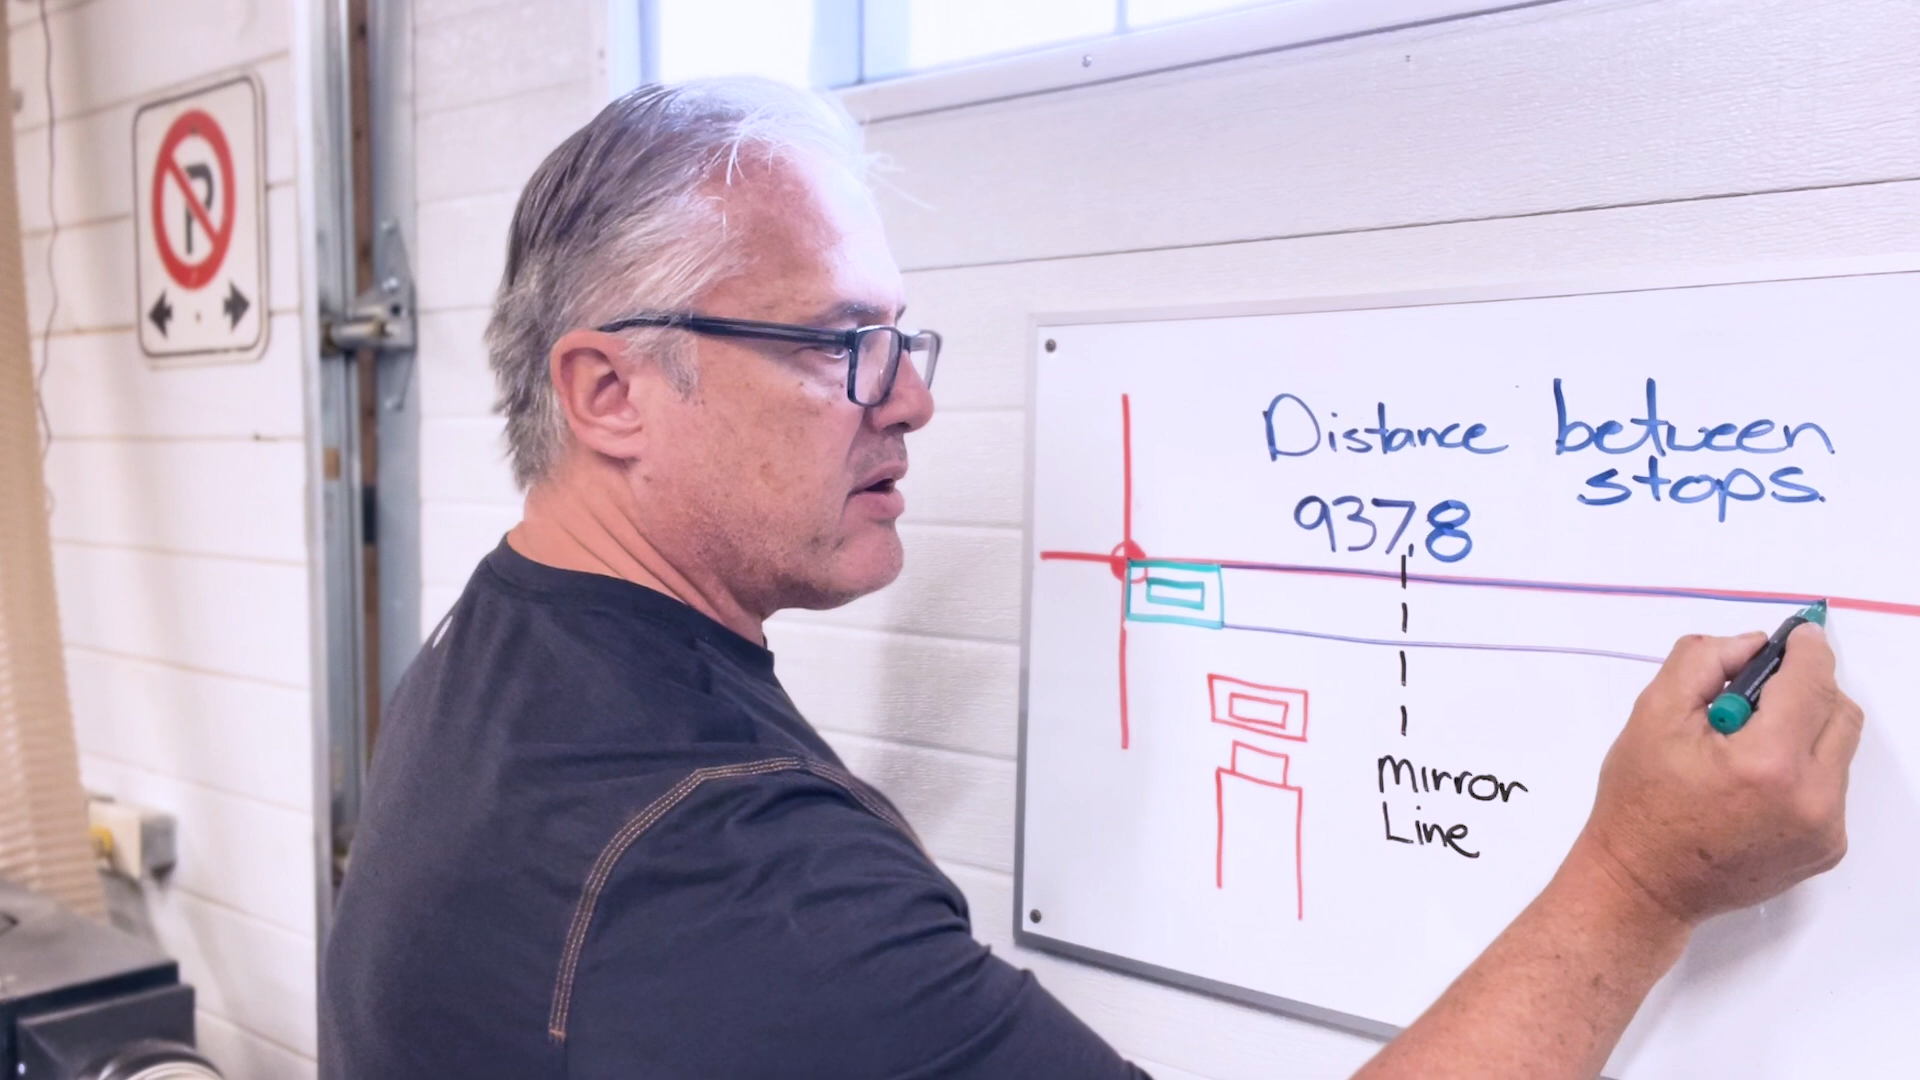 P
Distance between
stops.
937.8
Mirror
Line